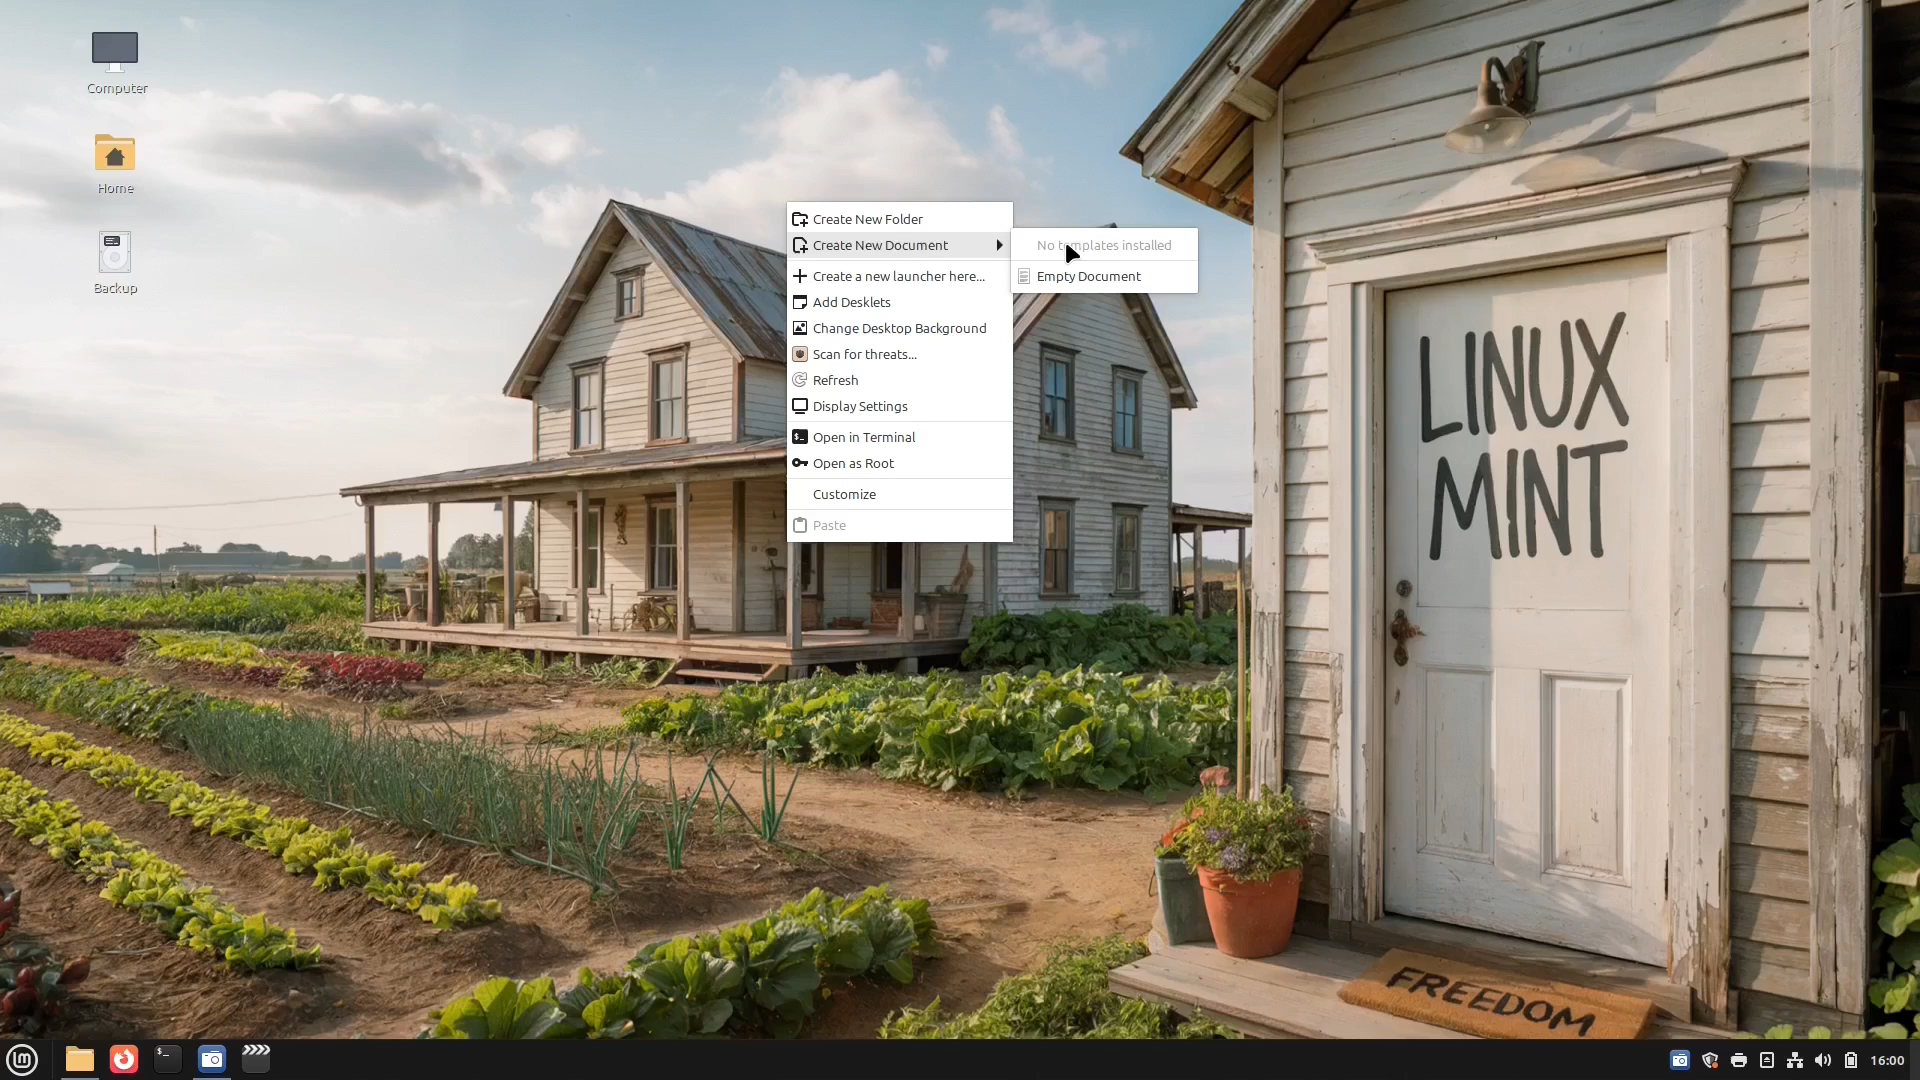 Computer
Home
Backup
Create New Folder
Create New Document
Create a new launcher here...
Add Desklets
Change Desktop Background
Scan for threats...
Refresh
Display Settings
Open in Terminal
Open as Root
Customize
Paste
No templates installed
Empty Document
LINUX
MINT
FREEDOM
16:00